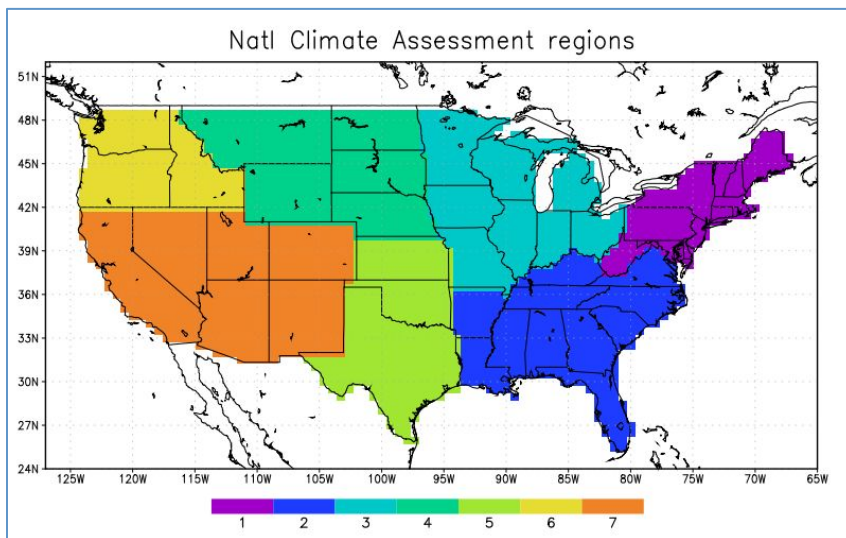 Natl Climate Assessment regions
51N
48N
45N
42N
39N
36N
33N
30N
27N
24N
125W 120W 115W 110W 105W 100W 95W 90W 85W 80W 75W 70W 65W
1 2 3 4 5 6 7